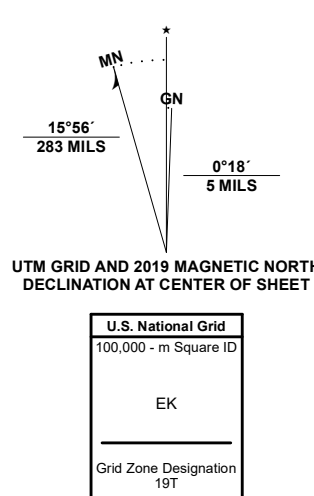 MN
GN
15°56´
283 MILS
0°18´
5 MILS
UTM GRID AND 2019 MAGNETIC NORTH
DECLINATION AT CENTER OF SHEET
U.S. National Grid
100,000 - m Square ID
EK
Grid Zone Designation
19T